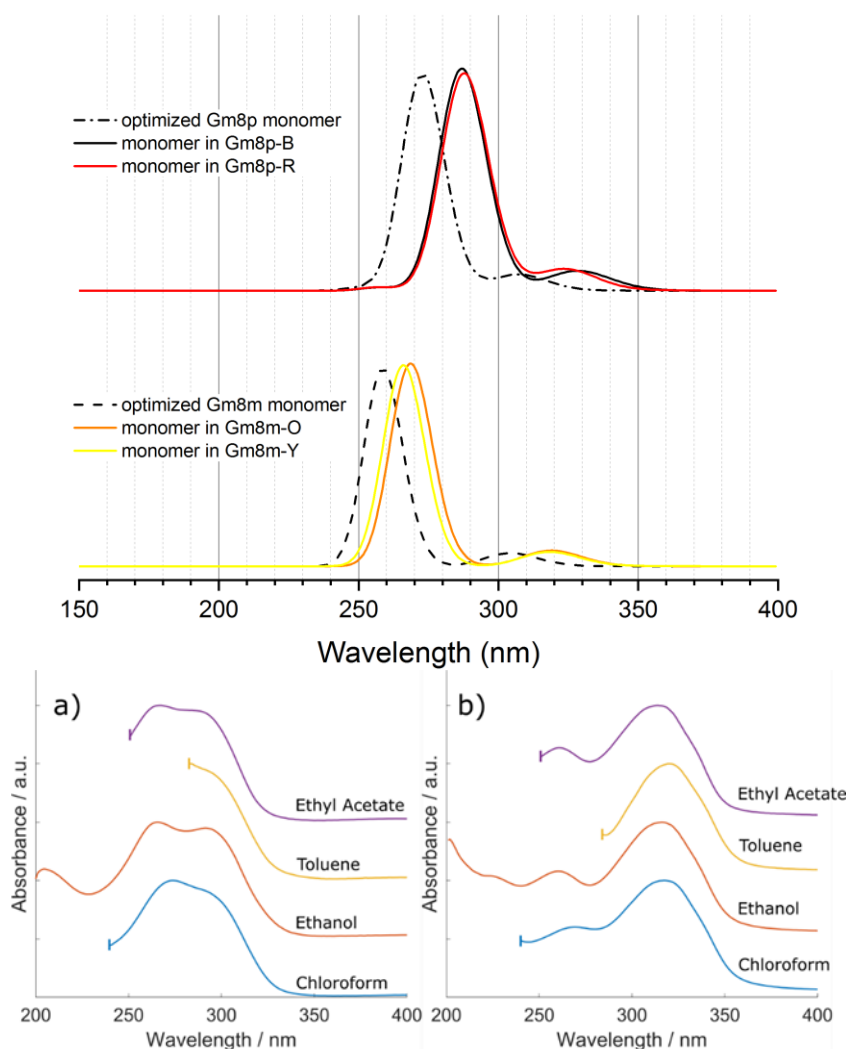 optimized Gm8p monomer
monomer in Gm8p-B
monomer in Gm8p-R
optimized Gm8m monomer
monomer in Gm8m-O
monomer in Gm8m-Y
150 200 250 300 350 400
Wavelength (nm)
a)
Absorbance / a.u.
Ethyl Acetate
Toluene
Ethanol
Chloroform
200 250 300 350 400
Wavelength / nm
b)
Absorbance / a.u.
Ethyl Acetate
Toluene
Ethanol
Chloroform
200 250 300 350 400
Wavelength / nm